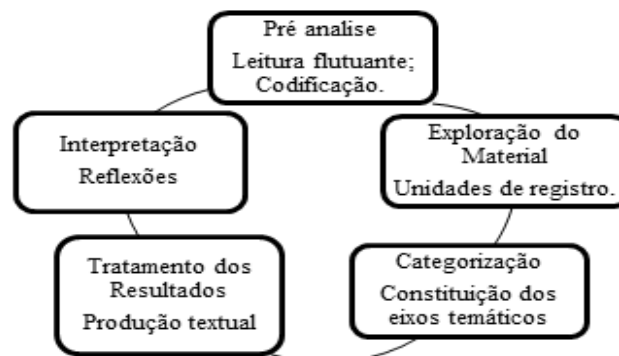 Pré analise
Leitura flutuante;
Codificação.
Exploração do
Material
Unidades de registro.
Categorização
Constituição dos
eixos temáticos
Tratamento dos
Resultados
Produção textual
Interpretação
Reflexões